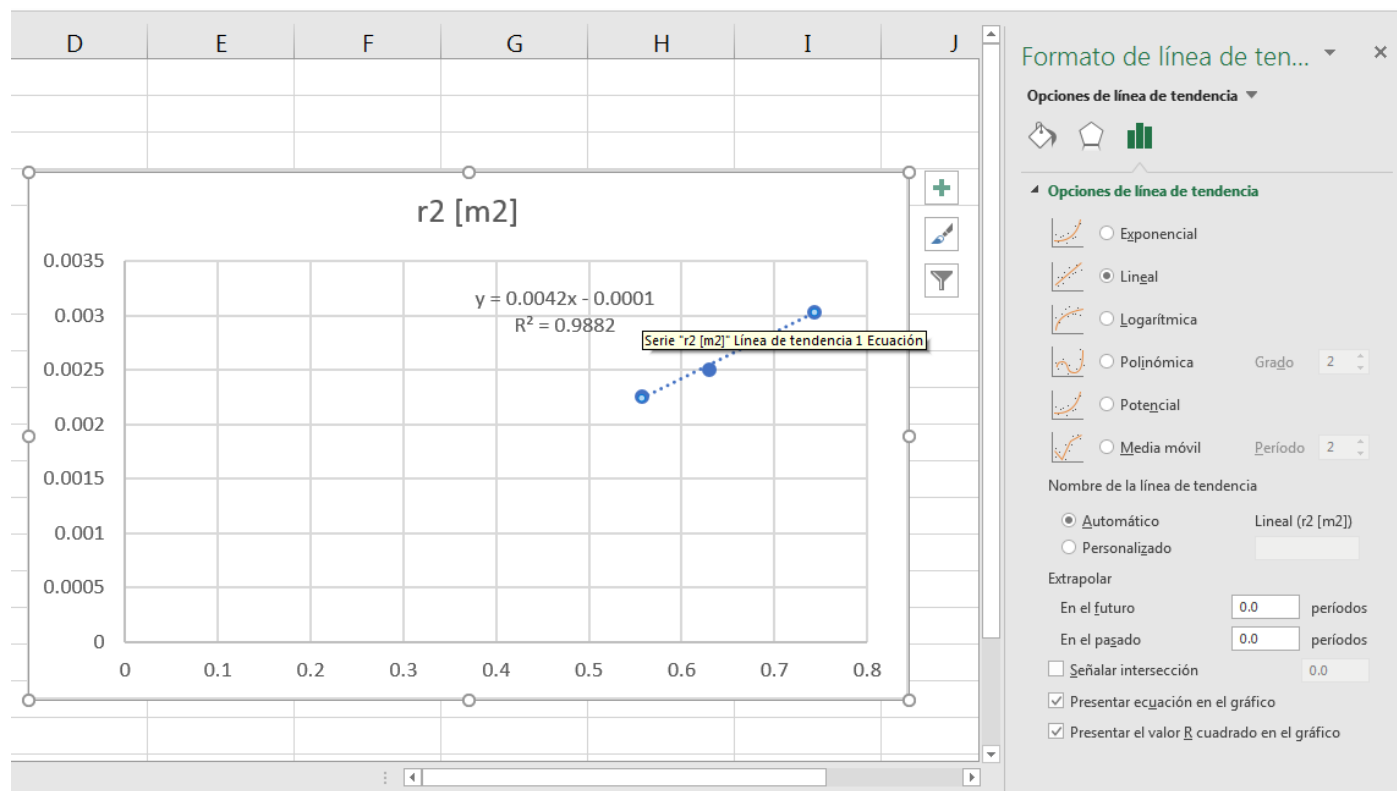 D E F G H I J
r2 [m2]
0.0035
0.003
0.0025
0.002
0.0015
0.001
0.0005
0
y = 0.0042x - 0.0001
R² = 0.9882
Serie "r2 [m2]" Línea de tendencia 1 Ecuación
0 0.1 0.2 0.3 0.4 0.5 0.6 0.7 0.8
Formato de línea de ten...
Opciones de línea de tendencia
Opciones de línea de tendencia
Exponencial
Lineal
Logarítmica
Polinómica Grado 2
Potencial
Media móvil Período 2
Nombre de la línea de tendencia
Automático Lineal (r2 [m2])
Personalizado
Extrapolar
En el futuro 0.0 períodos
En el pasado 0.0 períodos
Señalar intersección 0.0
Presentar ecuación en el gráfico
Presentar el valor R cuadrado en el gráfico